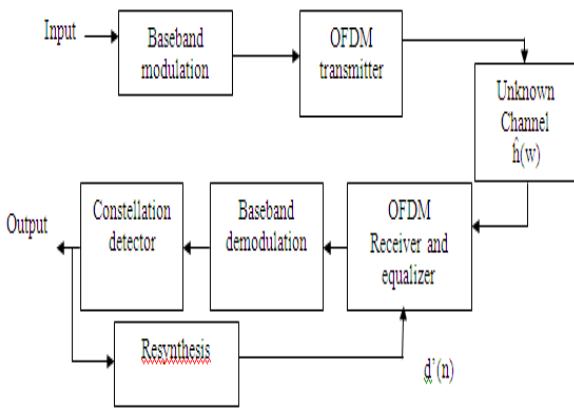 Input
Baseband
modulation
OFDM
transmitter
Unknown
Channel
ĥ(w)
Output
Constellation
detector
Baseband
demodulation
OFDM
Receiver and
equalizer
Resynthesis
d'(n)